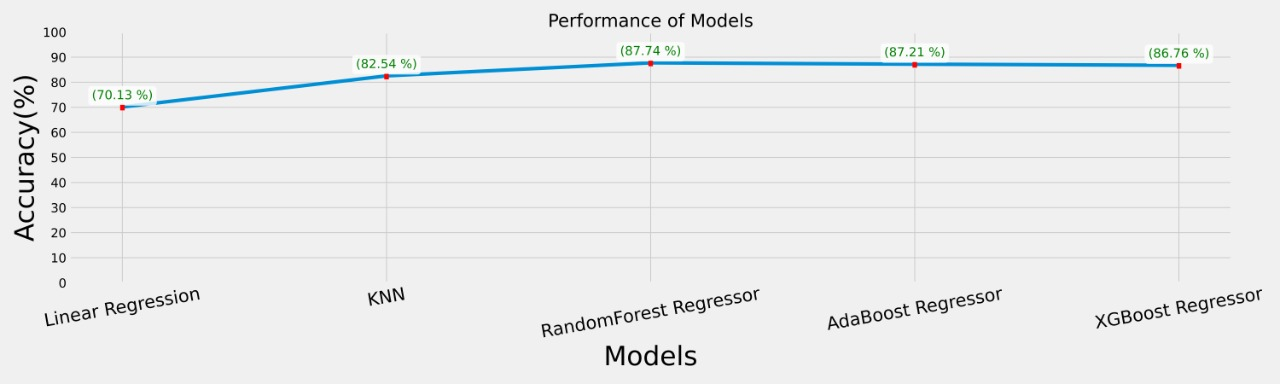 Performance of Models
Accuracy(%)
100
90
80
70
60
50
40
30
20
10
0
(70.13 %)
(82.54 %)
(87.74 %)
(87.21 %)
(86.76 %)
Linear Regression
KNN
RandomForest Regressor
AdaBoost Regressor
XGBoost Regressor
Models